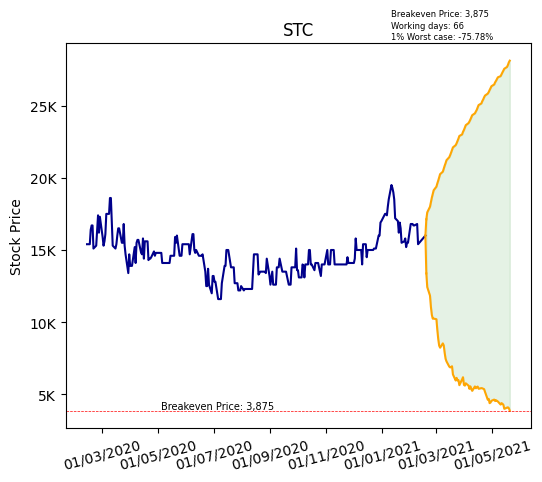 Breakeven Price: 3,875
Working days: 66
1% Worst case: -75.78%
STC
Stock Price
25K
20K
15K
10K
5K
Breakeven Price: 3,875
01/03/2020
01/05/2020
01/07/2020
01/09/2020
01/11/2020
01/01/2021
01/03/2021
01/05/2021